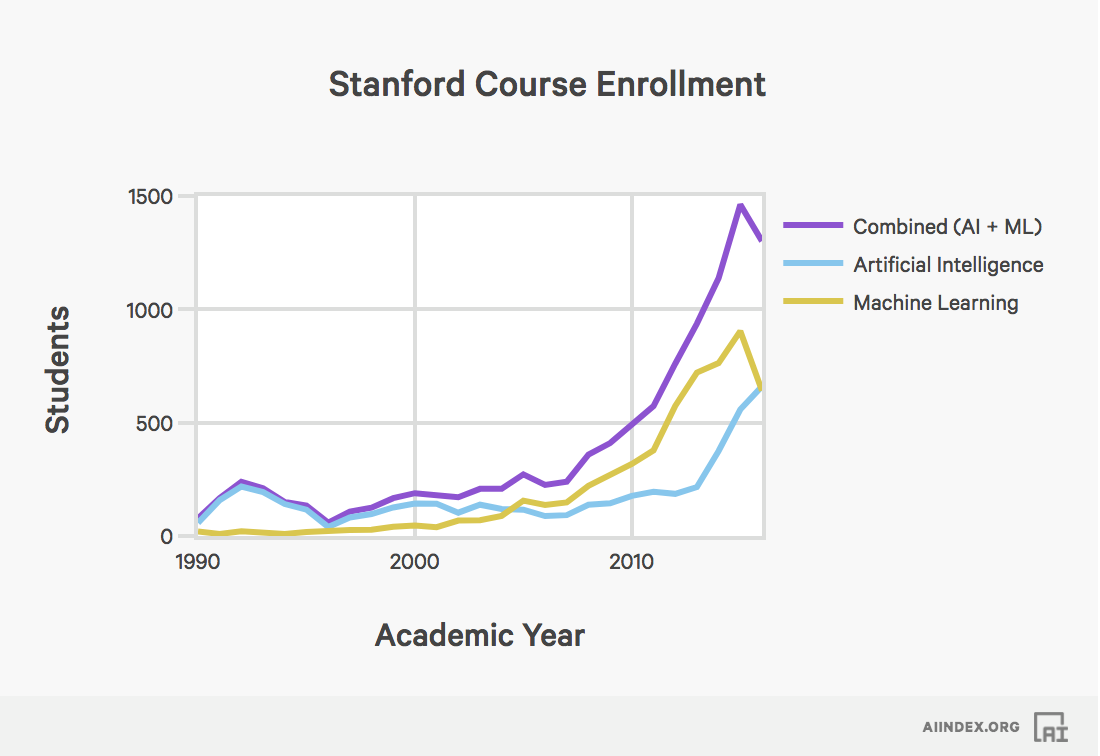 Stanford Course Enrollment
1500
1000
500
0
Students
1990
2000
2010
Academic Year
Combined (AI + ML)
Artificial Intelligence
Machine Learning
AIINDEX.ORG
AI